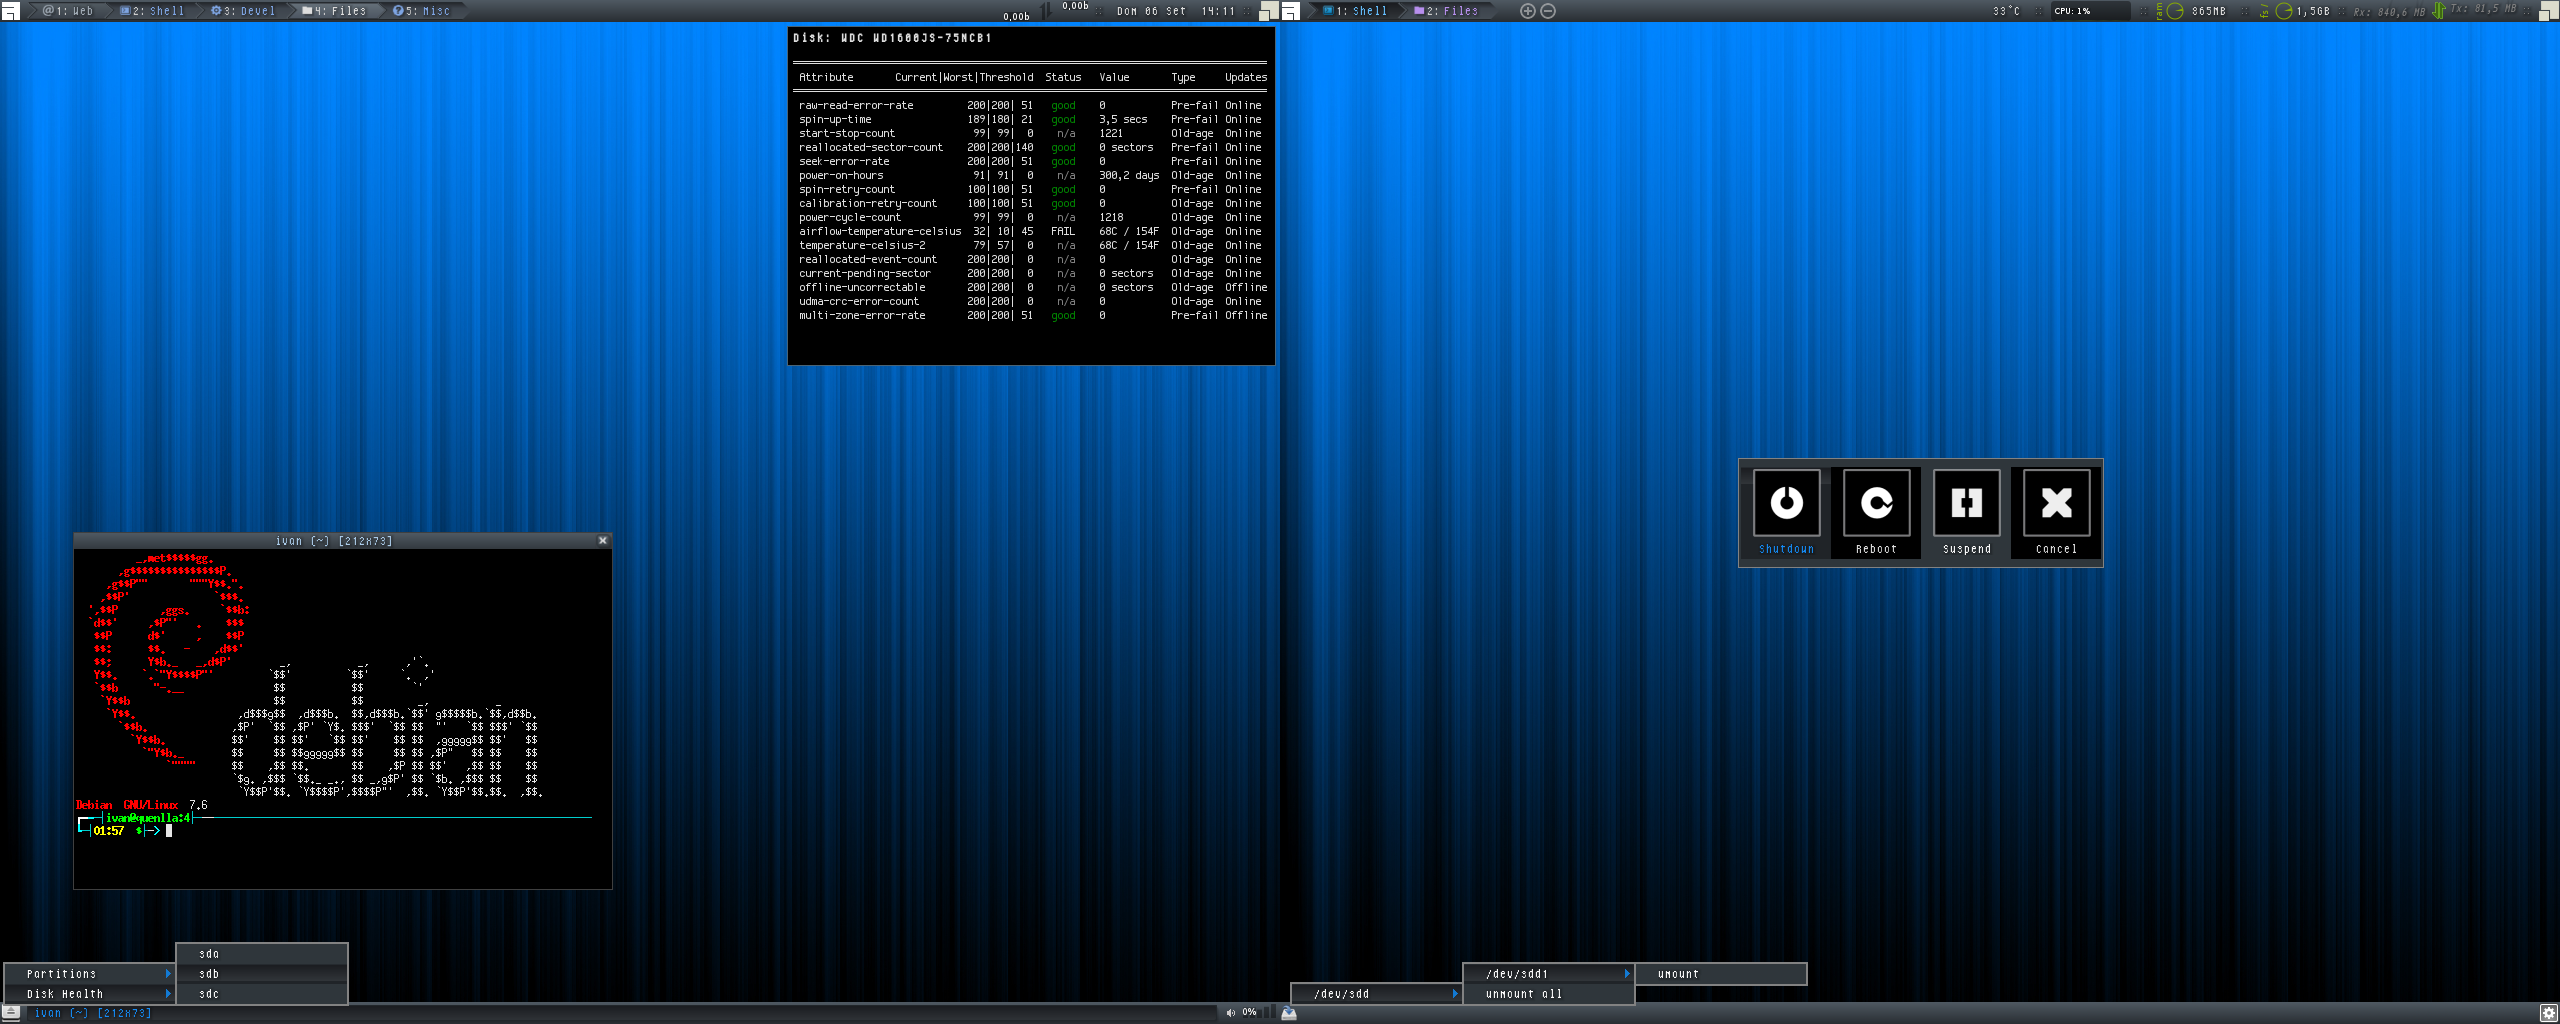 @1: Web 2: Shell 3: Devel 4: Files 5: Misc
0,00b 0,00b :: Dom 06 Set 14:11 ::
1: Shell 2: Files
33°C :: CPU: 1% :: ram 865MB :: fs / 1,5GB :: Rx: 840,6 MB Tx: 81,5 MB ::
Disk: WDC WD1600JS-75NCB1
Attribute Current|Worst|Threshold Status Value Type Updates
raw-read-error-rate 200|200| 51 good 0 Pre-fail Online
spin-up-time 189|180| 21 good 3,5 secs Pre-fail Online
start-stop-count 99| 99| 0 n/a 1221 Old-age Online
reallocated-sector-count 200|200|140 good 0 sectors Pre-fail Online
seek-error-rate 200|200| 51 good 0 Pre-fail Online
power-on-hours 91| 91| 0 n/a 300,2 days Old-age Online
spin-retry-count 100|100| 51 good 0 Pre-fail Online
calibration-retry-count 100|100| 51 good 0 Old-age Online
power-cycle-count 99| 99| 0 n/a 1218 Old-age Online
airflow-temperature-celsius 32| 10| 45 FAIL 68C / 154F Old-age Online
temperature-celsius-2 79| 57| 0 n/a 68C / 154F Old-age Online
reallocated-event-count 200|200| 0 n/a 0 Old-age Online
current-pending-sector 200|200| 0 n/a 0 sectors Old-age Online
offline-uncorrectable 200|200| 0 n/a 0 sectors Old-age Offline
udma-crc-error-count 200|200| 0 n/a 0 Old-age Online
multi-zone-error-rate 200|200| 51 good 0 Pre-fail Offline
Shutdown Reboot Suspend Cancel
ivan (~) [212x73]
debian
Debian GNU/Linux 7.6
ivan@quenlla:4
01:57 $ ->
sda
Partitions sdb
Disk Health sdc
/dev/sdd1 umount
/dev/sdd unmount all
ivan (~) [212x73]
0%